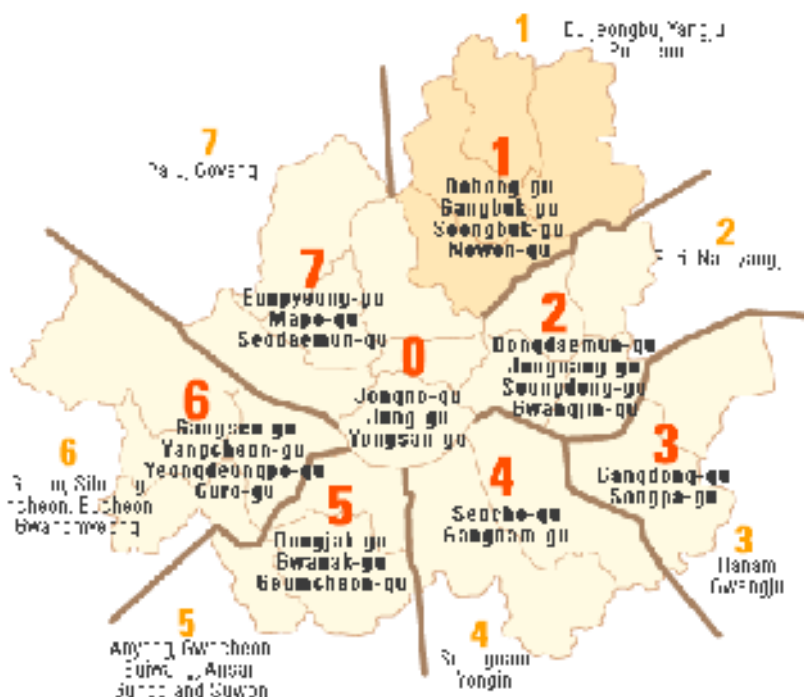 1
7
Goyang
1
Dobong-gu
Gangbuk-gu
Seongbuk-gu
Nowon-gu
2
7
Eunpyeong-gu
Mapo-gu
Seodaemun-gu
2
Dongdaemun-gu
Jungnang-gu
Seongdong-gu
Gwangjin-gu
0
Jongno-gu
Jung-gu
Yongsan-gu
6
Gangseo-gu
Yangcheon-gu
Yeongdeungpo-gu
Guro-gu
6
3
Gangdong-gu
Songpa-gu
4
Seocho-gu
Gangnam-gu
5
Dongjak-gu
Gwanak-gu
Geumcheon-gu
3
Hanam
Gwangju
5
Anyang, Gwacheon
and Suwon
4
Yongin